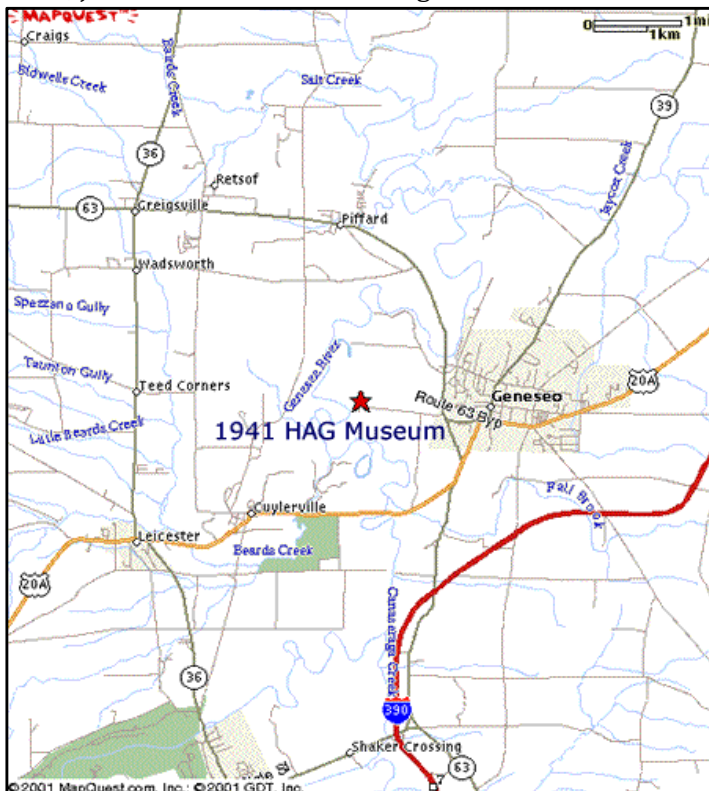 MAPQUEST
0 1mi
1km
Craigs
Bidwells Creek
Beards Creek
Salt Creek
39
36
Jaycox Creek
Retsof
63
Greigsville
Piffard
Wadsworth
Spezzano Gully
Genesee River
Taunton Gully
Teed Corners
20A
Geneseo
Route 63 Byp
1941 HAG Museum
Little Beards Creek
Fall Brook
Cuylerville
Leicester
Beards Creek
20A
Canaseraga Creek
36
390
Shaker Crossing
63
7
©2001 MapQuest.com, Inc.; ©2001 GDT, Inc.